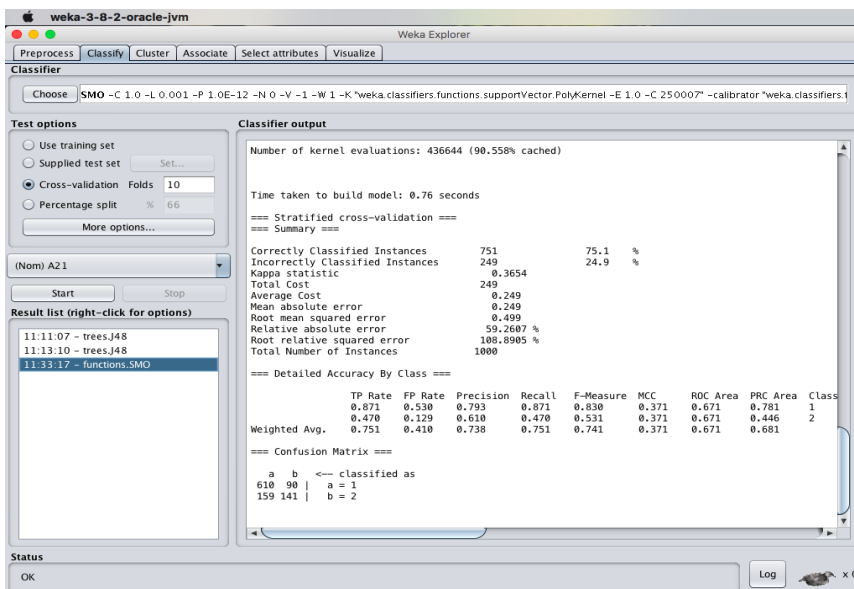 weka-3-8-2-oracle-jvm
Weka Explorer
Preprocess Classify Cluster Associate Select attributes Visualize
Classifier
Choose SMO -C 1.0 -L 0.001 -P 1.0E-12 -N 0 -V -1 -W 1 -K "weka.classifiers.functions.supportVector.PolyKernel -E 1.0 -C 250007" -calibrator "weka.classifiers.
Test options
Use training set
Supplied test set Set...
Cross-validation Folds 10
Percentage split % 66
More options...
(Nom) A21
Start Stop
Result list (right-click for options)
11:11:07 - trees.J48
11:13:10 - trees.J48
11:33:17 - functions.SMO
Classifier output
Number of kernel evaluations: 436644 (90.558% cached)
Time taken to build model: 0.76 seconds
=== Stratified cross-validation ===
=== Summary ===
Correctly Classified Instances 751 75.1 %
Incorrectly Classified Instances 249 24.9 %
Kappa statistic 0.3654
Total Cost 249
Average Cost 0.249
Mean absolute error 0.249
Root mean squared error 0.499
Relative absolute error 59.2607 %
Root relative squared error 108.8905 %
Total Number of Instances 1000
=== Detailed Accuracy By Class ===
TP Rate FP Rate Precision Recall F-Measure MCC ROC Area PRC Area Class
0.871 0.530 0.793 0.871 0.830 0.371 0.671 0.781 1
0.470 0.129 0.610 0.470 0.531 0.371 0.671 0.446 2
Weighted Avg. 0.751 0.410 0.738 0.751 0.741 0.371 0.671 0.681
=== Confusion Matrix ===
a b <-- classified as
610 90 | a = 1
159 141 | b = 2
Status
OK
Log
x